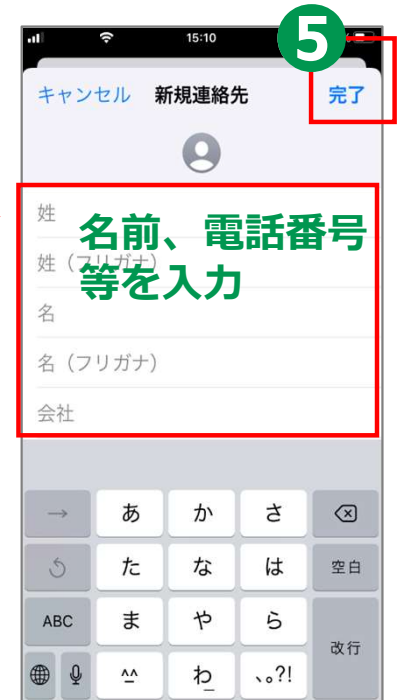 15:10
5
キャンセル 新規連絡先 完了
姓
名前、電話番号
姓（フリガナ）
等を入力
名
名（フリガナ）
会社
→ あ か さ
た な は 空白
ABC ま や ら
改行
^^ わ_ 、。?!